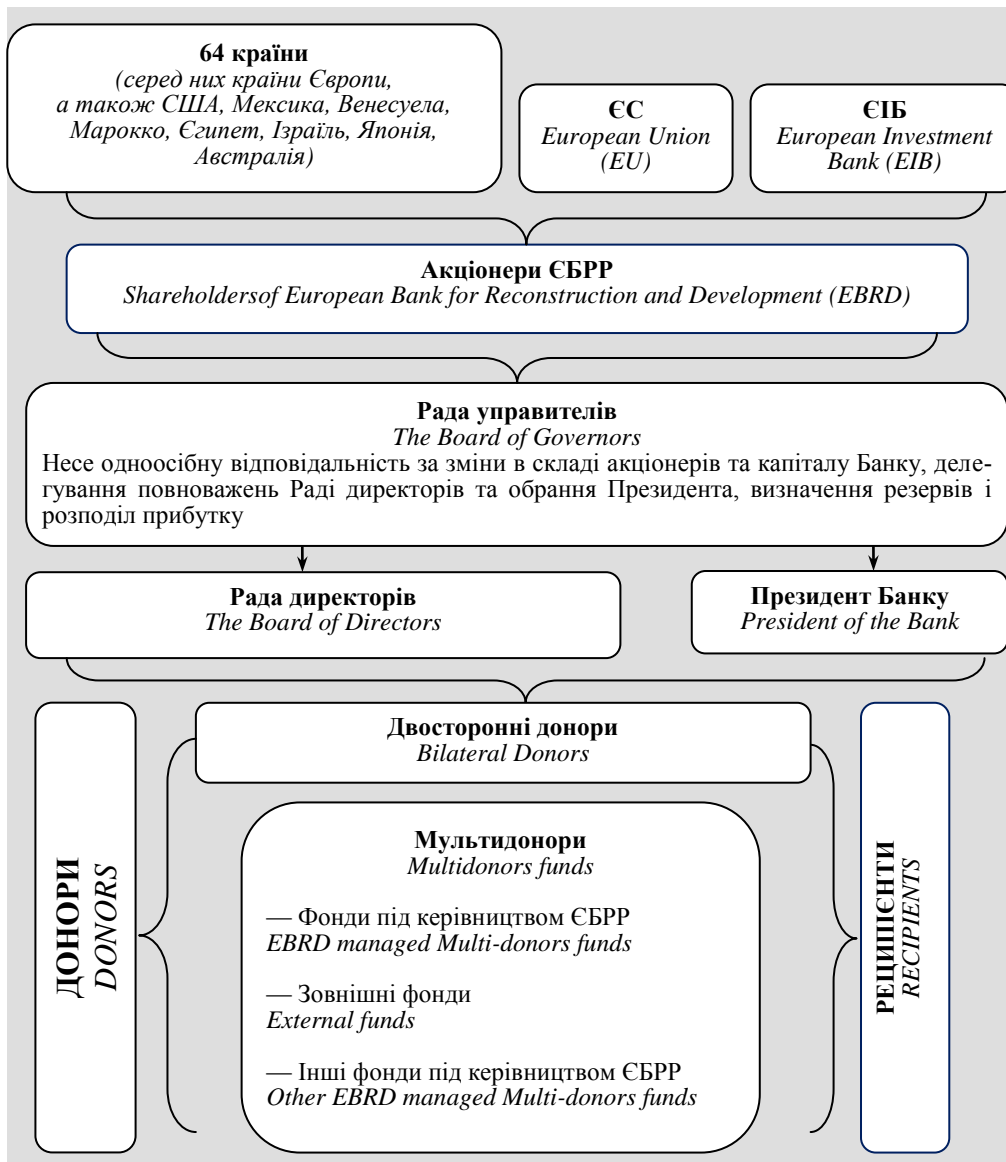 64 країни
(серед них країни Європи,
а також США, Мексика, Венесуела,
Марокко, Єгипет, Ізраїль, Японія,
Австралія)
ЄС
European Union
(EU)
ЄІБ
European Investment
Bank (EIB)
Акціонери ЄБРР
Shareholdersof European Bank for Reconstruction and Development (EBRD)
Рада управителів
The Board of Governors
Несе одноосібну відповідальність за зміни в складі акціонерів та капіталу Банку, деле-
гування повноважень Раді директорів та обрання Президента, визначення резервів і
розподіл прибутку
Рада директорів
The Board of Directors
Президент Банку
President of the Bank
ДОНОРИ
DONORS
Двосторонні донори
Bilateral Donors
Мультидонори
Multidonors funds
— Фонди під керівництвом ЄБРР
EBRD managed Multi-donors funds
— Зовнішні фонди
External funds
— Інші фонди під керівництвом ЄБРР
Other EBRD managed Multi-donors funds
РЕЦИПІЄНТИ
RECIPIENTS